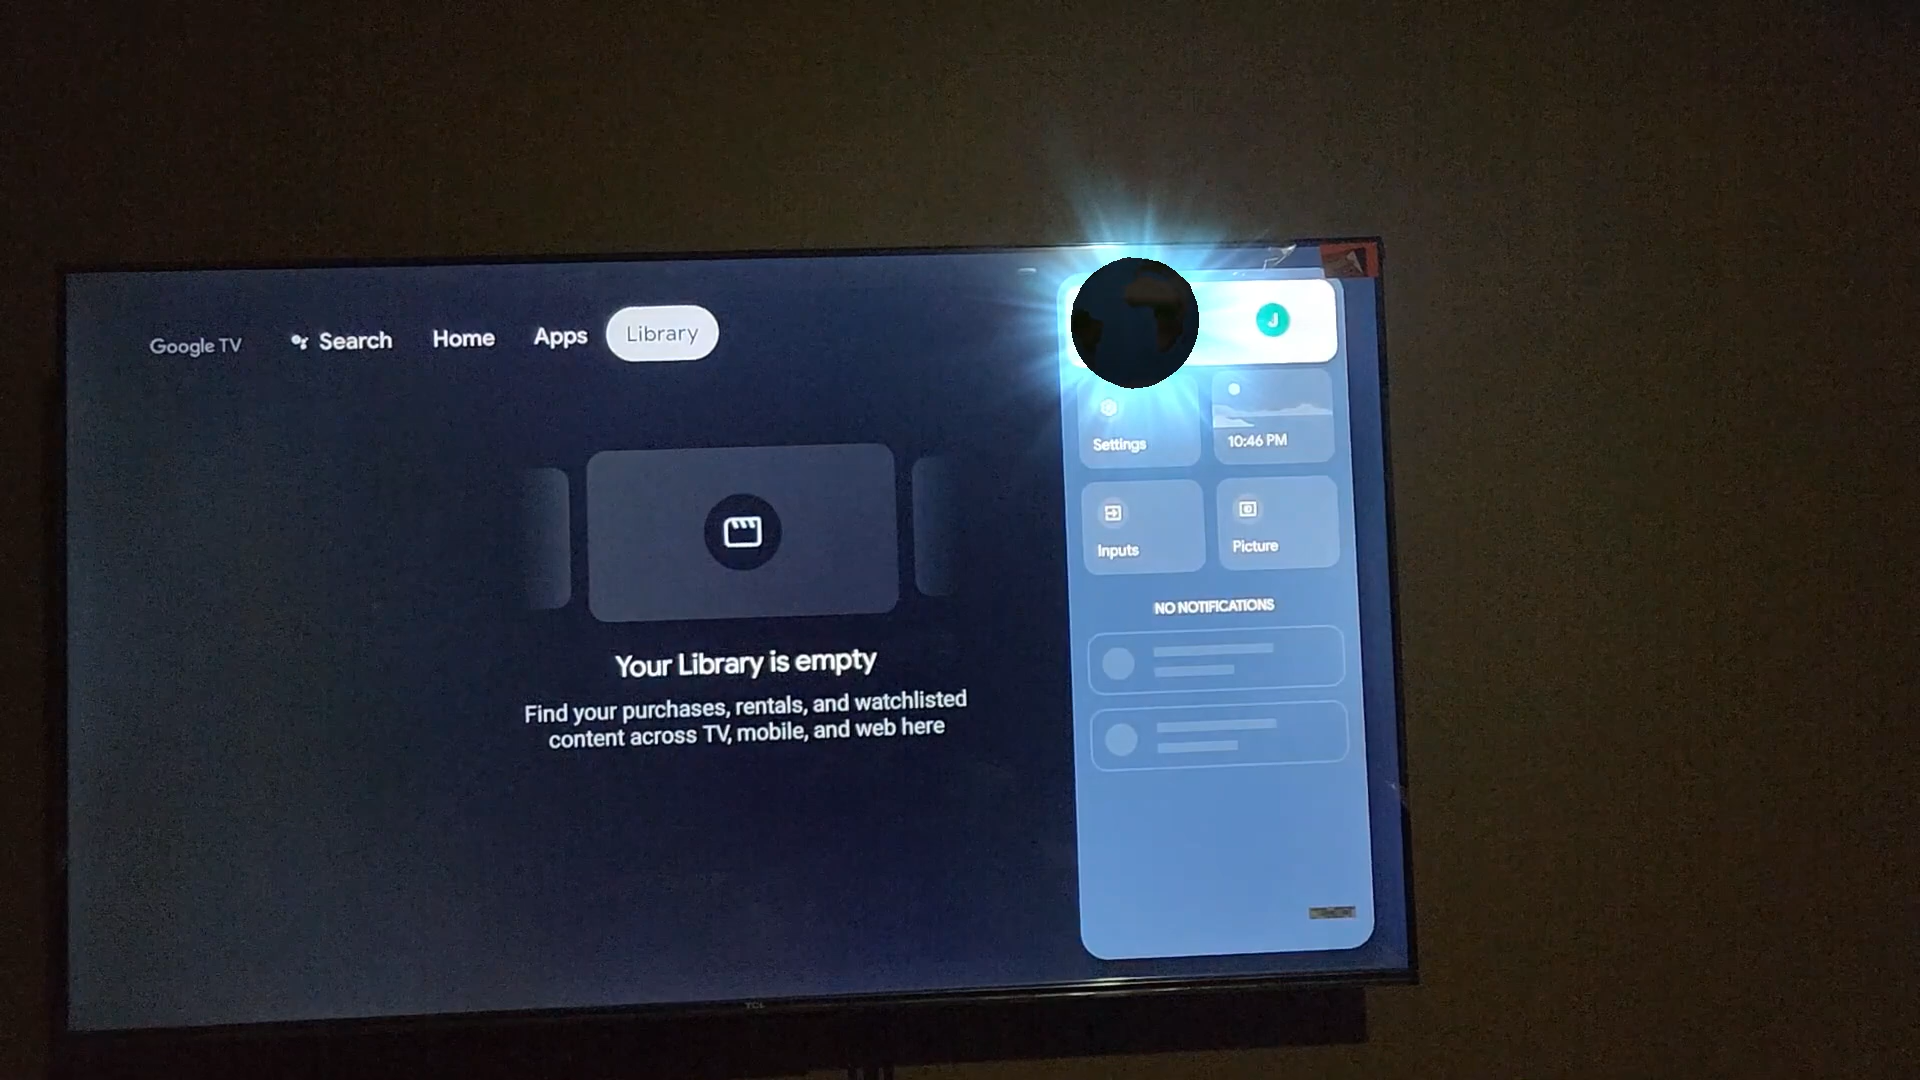 Google TV
Search
Home
Apps
Library
J
Settings
10:46 PM
Inputs
Picture
NO NOTIFICATIONS
Your Library is empty
Find your purchases, rentals, and watchlisted
content across TV, mobile, and web here
TCL